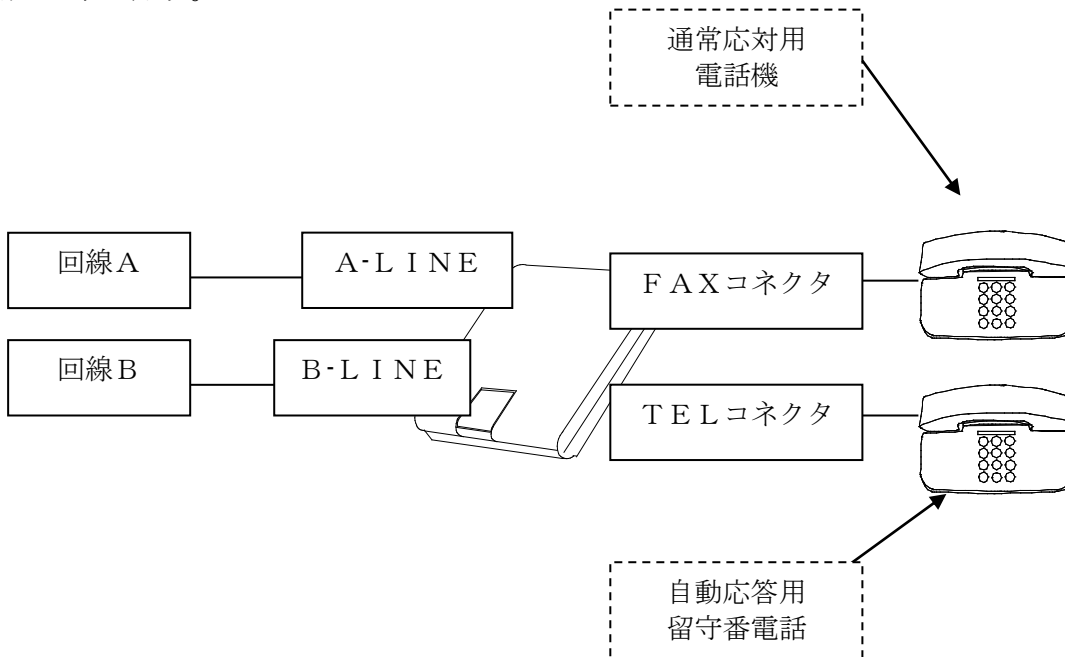 通常応対用
電話機
回線A
A-LINE
FAXコネクタ
回線B
B-LINE
TELコネクタ
自動応答用
留守番電話